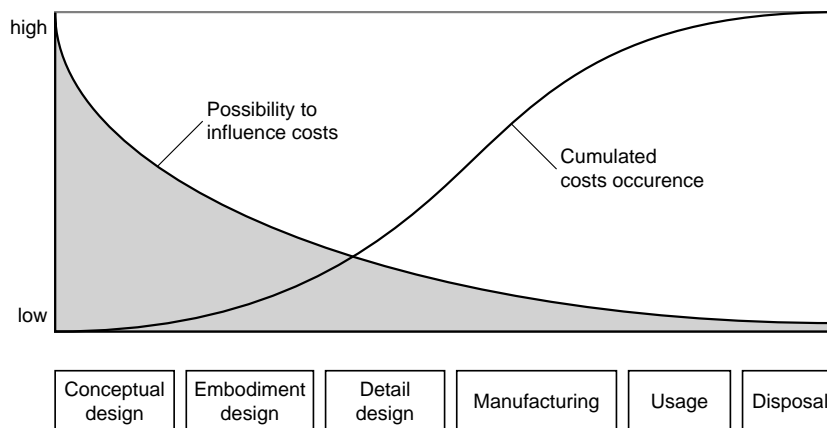 high
Possibility to
influence costs
Cumulated
costs occurence
low
Conceptual
design
Embodiment
design
Detail
design
Manufacturing
Usage
Disposal